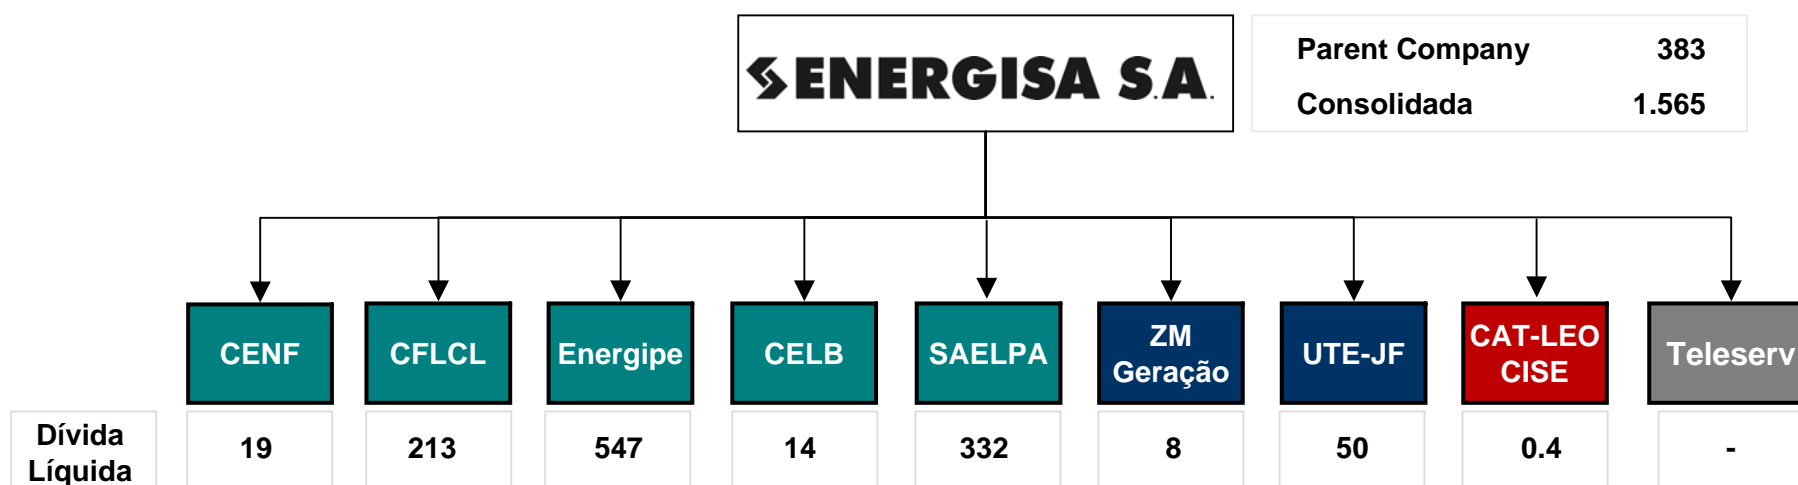 ENERGISA S.A.
Parent Company 383
Consolidada 1.565
CENF
CFLCL
Energipe
CELB
SAELPA
ZM
Geração
UTE-JF
CAT-LEO
CISE
Teleserv
Dívida
Líquida
19
213
547
14
332
8
50
0.4
-